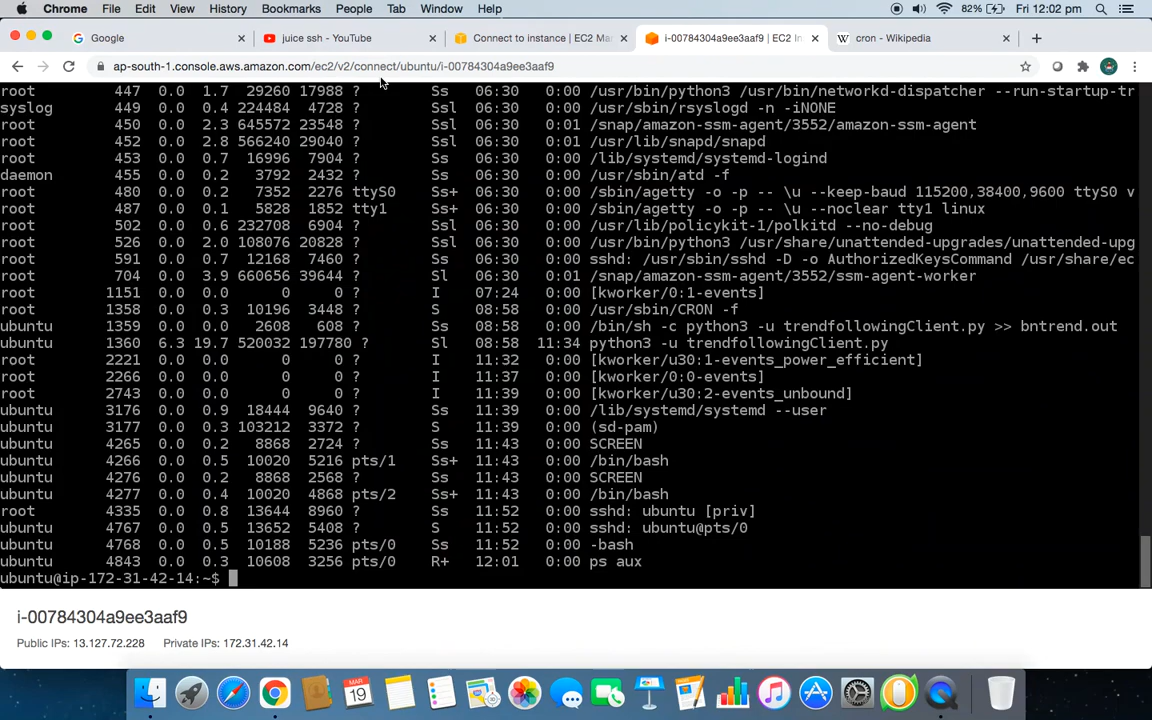 Chrome File Edit View History Bookmarks People Tab Window Help 82% Fri 12:02 pm
Google juice ssh - YouTube Connect to instance | EC2 Ma i-00784304a9ee3aaf9 | EC2 In cron - Wikipedia
ap-south-1.console.aws.amazon.com/ec2/v2/connect/ubuntu/i-00784304a9ee3aaf9
root 447 0.0 1.7 29260 17988 ? Ss 06:30 0:00 /usr/bin/python3 /usr/bin/networkd-dispatcher --run-startup-tr
syslog 449 0.0 0.4 224484 4728 ? Ssl 06:30 0:00 /usr/sbin/rsyslogd -n -iNONE
root 450 0.0 2.3 645572 23548 ? Ssl 06:30 0:01 /snap/amazon-ssm-agent/3552/amazon-ssm-agent
root 452 0.0 2.8 566240 29040 ? Ssl 06:30 0:01 /usr/lib/snapd/snapd
root 453 0.0 0.7 16996 7904 ? Ss 06:30 0:00 /lib/systemd/systemd-logind
daemon 455 0.0 0.2 3792 2432 ? Ss 06:30 0:00 /usr/sbin/atd -f
root 480 0.0 0.2 7352 2276 ttyS0 Ss+ 06:30 0:00 /sbin/agetty -o -p -- \u --keep-baud 115200,38400,9600 ttyS0 v
root 487 0.0 0.1 5828 1852 tty1 Ss+ 06:30 0:00 /sbin/agetty -o -p -- \u --noclear tty1 linux
root 502 0.0 0.6 232708 6904 ? Ssl 06:30 0:00 /usr/lib/policykit-1/polkitd --no-debug
root 526 0.0 2.0 108076 20828 ? Ssl 06:30 0:00 /usr/bin/python3 /usr/share/unattended-upgrades/unattended-upg
root 591 0.0 0.7 12168 7460 ? Ss 06:30 0:00 sshd: /usr/sbin/sshd -D -o AuthorizedKeysCommand /usr/share/ec
root 704 0.0 3.9 660656 39644 ? Sl 06:30 0:01 /snap/amazon-ssm-agent/3552/ssm-agent-worker
root 1151 0.0 0.0 0 0 ? I 07:24 0:00 [kworker/0:1-events]
root 1358 0.0 0.3 10196 3448 ? S 08:58 0:00 /usr/sbin/CRON -f
ubuntu 1359 0.0 0.0 2608 608 ? Ss 08:58 0:00 /bin/sh -c python3 -u trendfollowingClient.py >> bntrend.out
ubuntu 1360 6.3 19.7 520032 197780 ? Sl 08:58 11:34 python3 -u trendfollowingClient.py
root 2221 0.0 0.0 0 0 ? I 11:32 0:00 [kworker/u30:1-events_power_efficient]
root 2266 0.0 0.0 0 0 ? I 11:37 0:00 [kworker/0:0-events]
root 2743 0.0 0.0 0 0 ? I 11:39 0:00 [kworker/u30:2-events_unbound]
ubuntu 3176 0.0 0.9 18444 9640 ? Ss 11:39 0:00 /lib/systemd/systemd --user
ubuntu 3177 0.0 0.3 103212 3372 ? S 11:39 0:00 (sd-pam)
ubuntu 4265 0.0 0.2 8868 2724 ? Ss 11:43 0:00 SCREEN
ubuntu 4266 0.0 0.5 10020 5216 pts/1 Ss+ 11:43 0:00 /bin/bash
ubuntu 4276 0.0 0.2 8868 2568 ? Ss 11:43 0:00 SCREEN
ubuntu 4277 0.0 0.4 10020 4868 pts/2 Ss+ 11:43 0:00 /bin/bash
root 4335 0.0 0.8 13644 8960 ? Ss 11:52 0:00 sshd: ubuntu [priv]
ubuntu 4767 0.0 0.5 13652 5408 ? S 11:52 0:00 sshd: ubuntu@pts/0
ubuntu 4768 0.0 0.5 10188 5236 pts/0 Ss 11:52 0:00 -bash
ubuntu 4843 0.0 0.3 10608 3256 pts/0 R+ 12:01 0:00 ps aux
ubuntu@ip-172-31-42-14:~$
i-00784304a9ee3aaf9
Public IPs: 13.127.72.228 Private IPs: 172.31.42.14
MAR
19